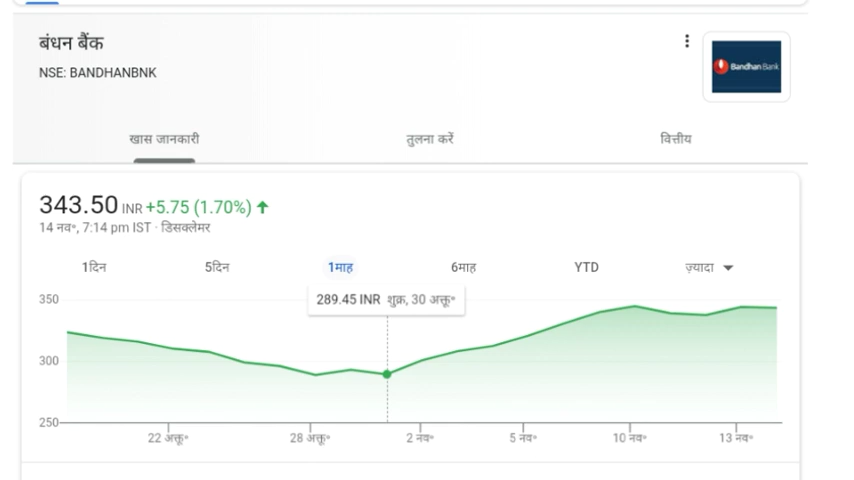 बंधन बैंक
NSE: BANDHANBNK
Bandhan Bank
खास जानकारी
तुलना करें
वित्तीय
343.50 INR +5.75 (1.70%) ↑
14 नव॰, 7:14 pm IST · डिसक्लेमर
1दिन 5दिन 1माह 6माह YTD ज़्यादा
289.45 INR शुक्र, 30 अक्तू॰
350
300
250
22 अक्तू॰ 28 अक्तू॰ 2 नव॰ 5 नव॰ 10 नव॰ 13 नव॰